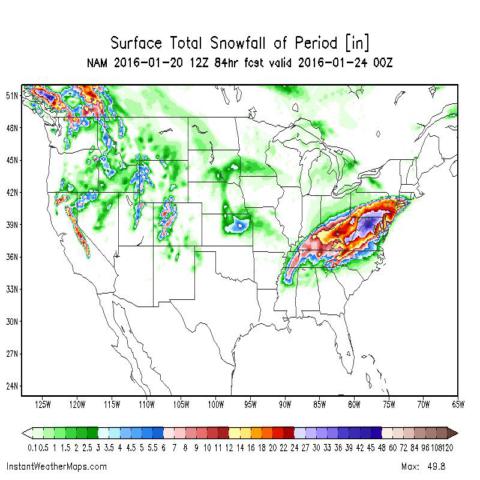 Surface Total Snowfall of Period [in]
NAM 2016-01-20 12Z 84hr fcst valid 2016-01-24 00Z
51N
48N
45N
42N
39N
36N
33N
30N
27N
24N
125W 120W 115W 110W 105W 100W 95W 90W 85W 80W 75W 70W 65W
0.1 0.5 1 1.5 2 2.5 3 3.5 4 4.5 5 5.5 6 7 8 9 10 11 12 14 16 18 20 22 24 27 30 33 36 42 48 60 72 84 96 108 120
InstantWeatherMaps.com Max: 49.8